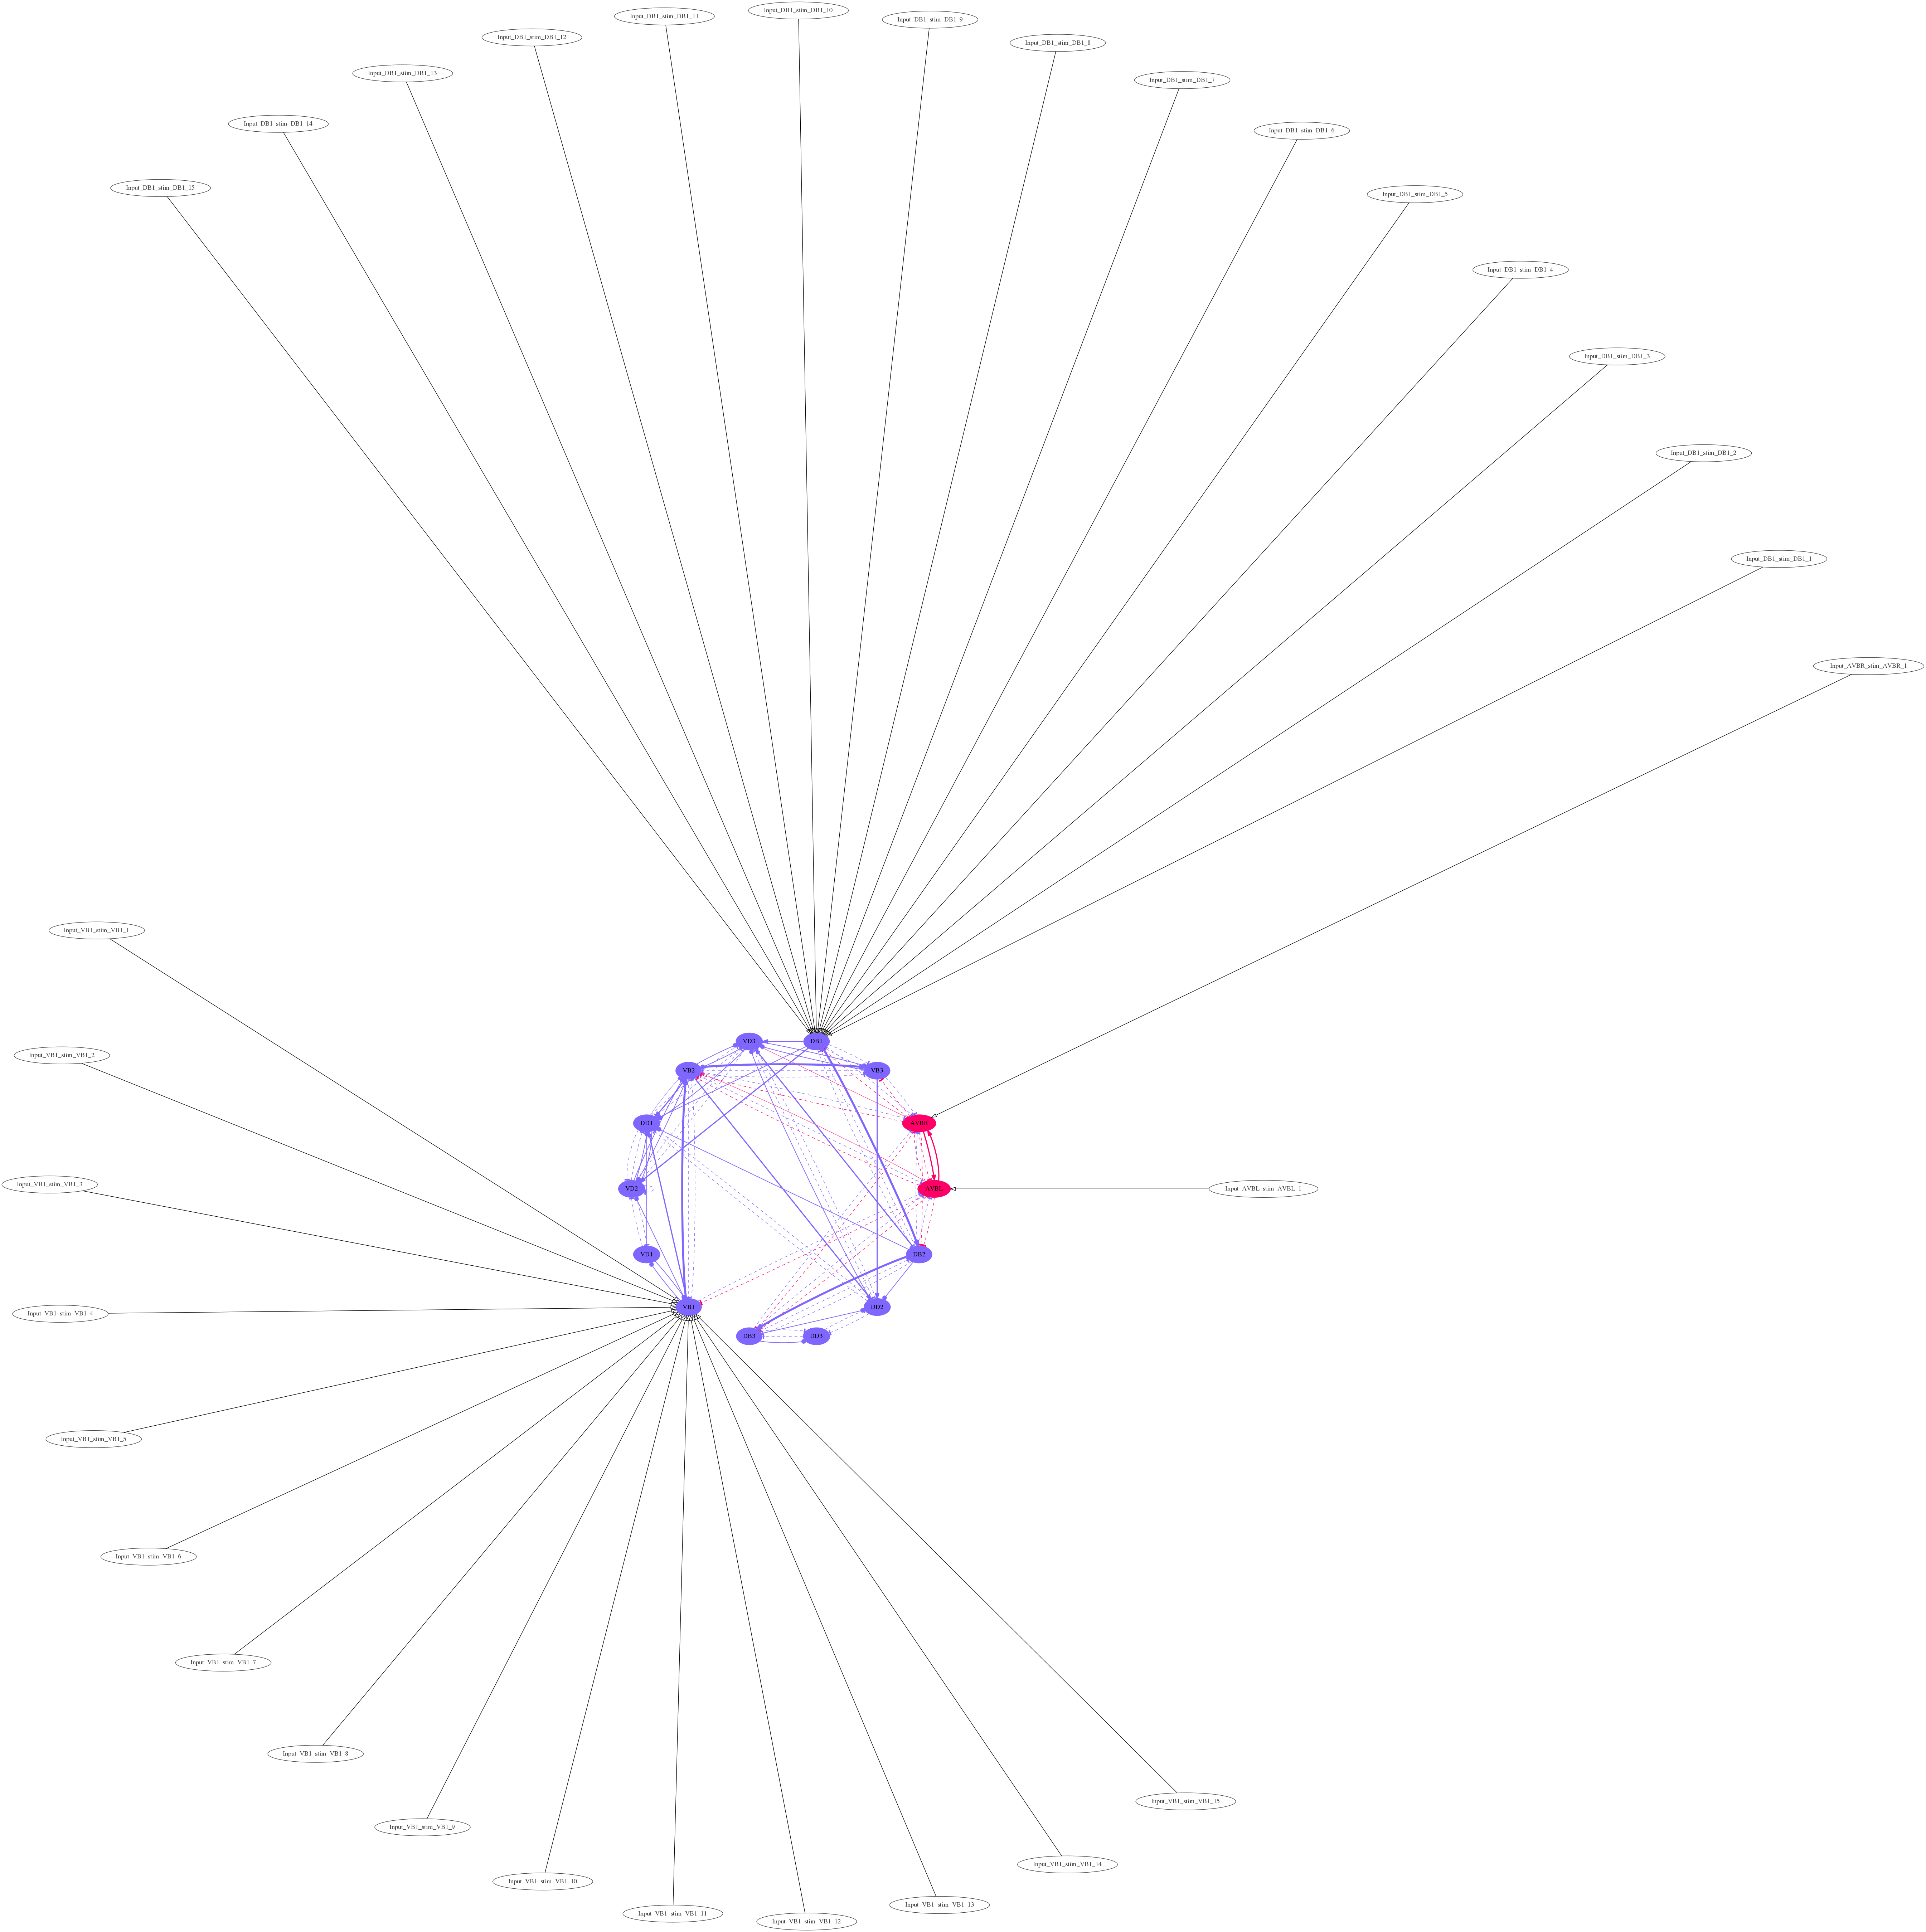 Input_DB1_stim_DB1_10
Input_DB1_stim_DB1_11
Input_DB1_stim_DB1_9
Input_DB1_stim_DB1_12
Input_DB1_stim_DB1_8
Input_DB1_stim_DB1_13
Input_DB1_stim_DB1_7
Input_DB1_stim_DB1_14
Input_DB1_stim_DB1_6
Input_DB1_stim_DB1_15
Input_DB1_stim_DB1_5
Input_DB1_stim_DB1_4
Input_DB1_stim_DB1_3
Input_DB1_stim_DB1_2
Input_DB1_stim_DB1_1
Input_AVBR_stim_AVBR_1
Input_VB1_stim_VB1_1
VD3
DB1
Input_VB1_stim_VB1_2
VB2
VB3
DD1
AVBR
Input_VB1_stim_VB1_3
VD2
AVBL
Input_AVBL_stim_AVBL_1
VD1
DB2
VB1
DD2
Input_VB1_stim_VB1_4
DB3
DD3
Input_VB1_stim_VB1_5
Input_VB1_stim_VB1_6
Input_VB1_stim_VB1_7
Input_VB1_stim_VB1_8
Input_VB1_stim_VB1_15
Input_VB1_stim_VB1_9
Input_VB1_stim_VB1_14
Input_VB1_stim_VB1_10
Input_VB1_stim_VB1_13
Input_VB1_stim_VB1_11
Input_VB1_stim_VB1_12